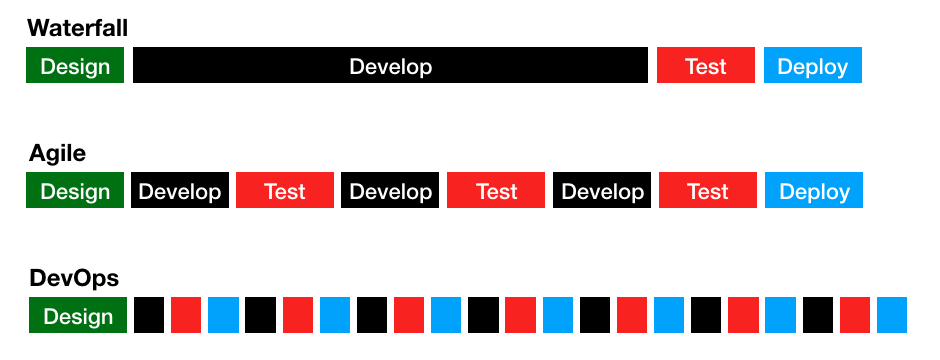 Waterfall
Design Develop Test Deploy
Agile
Design Develop Test Develop Test Develop Test Deploy
DevOps
Design